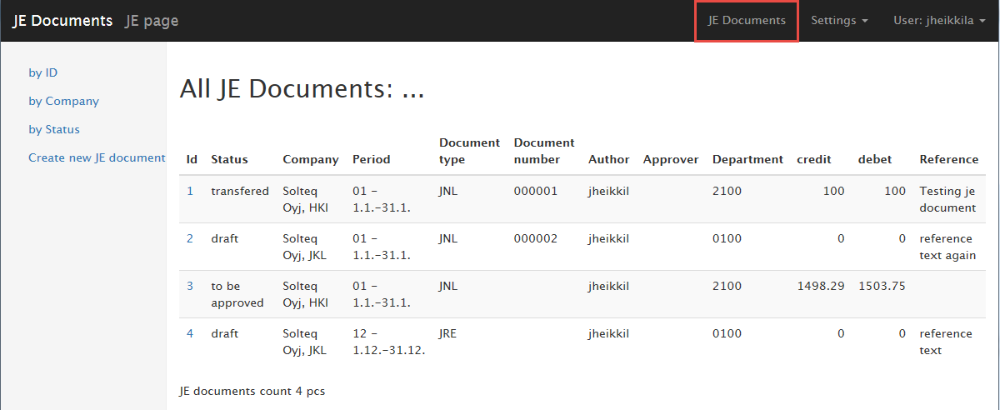 JE Documents JE page JE Documents Settings User: jheikkila
by ID
by Company
by Status
Create new JE document
All JE Documents: ...
Id Status Company Period Document type Document number Author Approver Department credit debet Reference
1 transfered Solteq Oyj, HKI 01 - 1.1.-31.1. JNL 000001 jheikkil 2100 100 100 Testing je document
2 draft Solteq Oyj, JKL 01 - 1.1.-31.1. JNL 000002 jheikkil 0100 0 0 reference text again
3 to be approved Solteq Oyj, HKI 01 - 1.1.-31.1. JNL jheikkil 2100 1498.29 1503.75
4 draft Solteq Oyj, JKL 12 - 1.12.-31.12. JRE jheikkil 0100 0 0 reference text
JE documents count 4 pcs